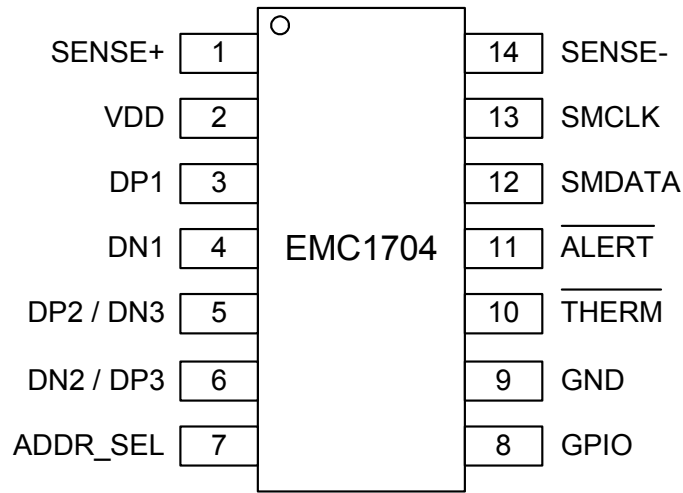 SENSE+ 1 14 SENSE-
VDD 2 13 SMCLK
DP1 3 12 SMDATA
DN1 4 EMC1704 11 ALERT
DP2 / DN3 5 10 THERM
DN2 / DP3 6 9 GND
ADDR_SEL 7 8 GPIO